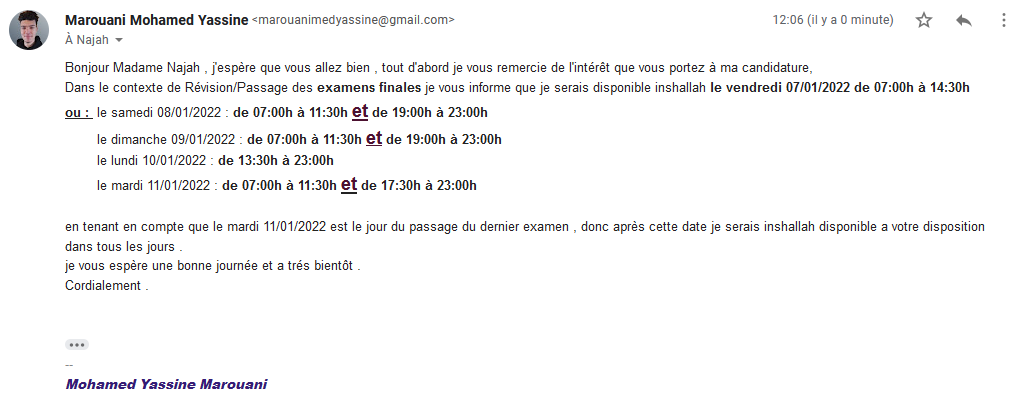 Marouani Mohamed Yassine <marouanimedyassine@gmail.com> 12:06 (il y a 0 minute)
À Najah
Bonjour Madame Najah , j'espère que vous allez bien , tout d'abord je vous remercie de l'intérêt que vous portez à ma candidature,
Dans le contexte de Révision/Passage des examens finales je vous informe que je serais disponible inshallah le vendredi 07/01/2022 de 07:00h à 14:30h
ou : le samedi 08/01/2022 : de 07:00h à 11:30h et de 19:00h à 23:00h
le dimanche 09/01/2022 : de 07:00h à 11:30h et de 19:00h à 23:00h
le lundi 10/01/2022 : de 13:30h à 23:00h
le mardi 11/01/2022 : de 07:00h à 11:30h et de 17:30h à 23:00h
en tenant en compte que le mardi 11/01/2022 est le jour du passage du dernier examen , donc après cette date je serais inshallah disponible a votre disposition
dans tous les jours .
je vous espère une bonne journée et a trés bientôt .
Cordialement .
--
Mohamed Yassine Marouani